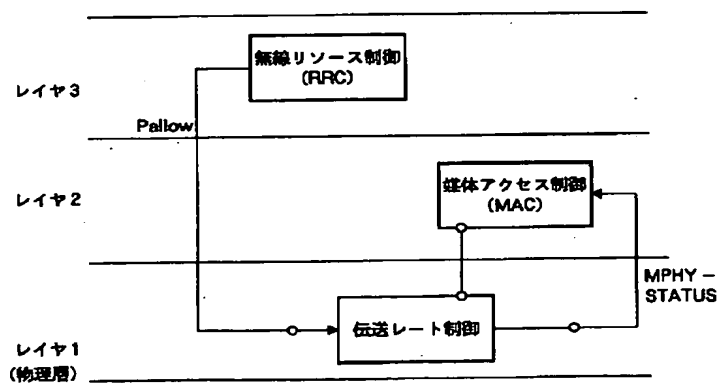 無線リソース制御
(RRC)
レイヤ3
Pallow
媒体アクセス制御
(MAC)
レイヤ2
MPHY－
STATUS
伝送レート制御
レイヤ1
(物理層)